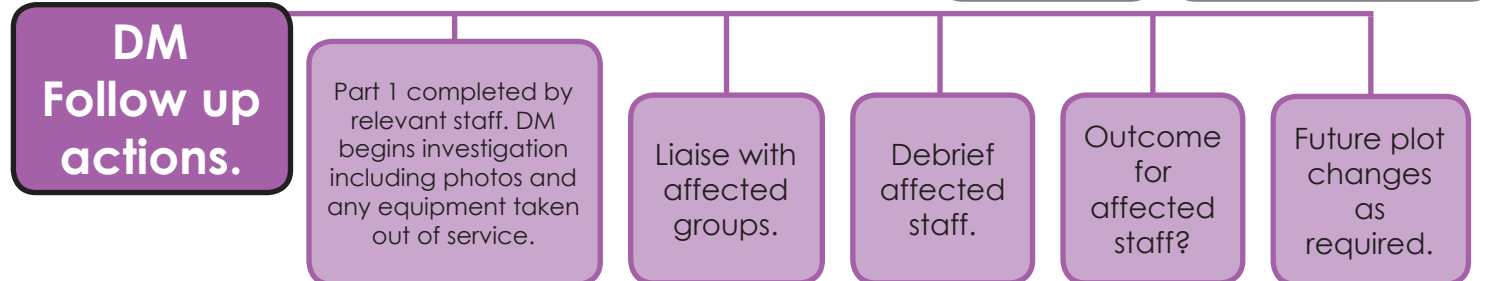 DM
Follow up
actions.
Part 1 completed by
relevant staff. DM
begins investigation
including photos and
any equipment taken
out of service.
Liaise with
affected
groups.
Debrief
affected
staff.
Outcome
for
affected
staff?
Future plot
changes
as
required.